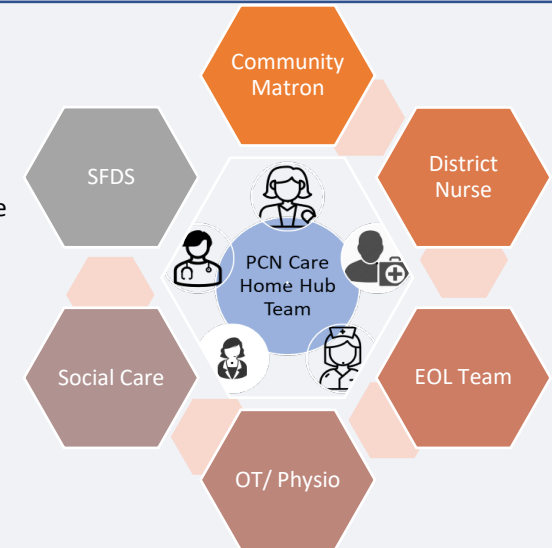 Community
Matron
SFDS
District
Nurse
e
PCN Care
Home Hub
Team
Social Care
EOL Team
OT/ Physio